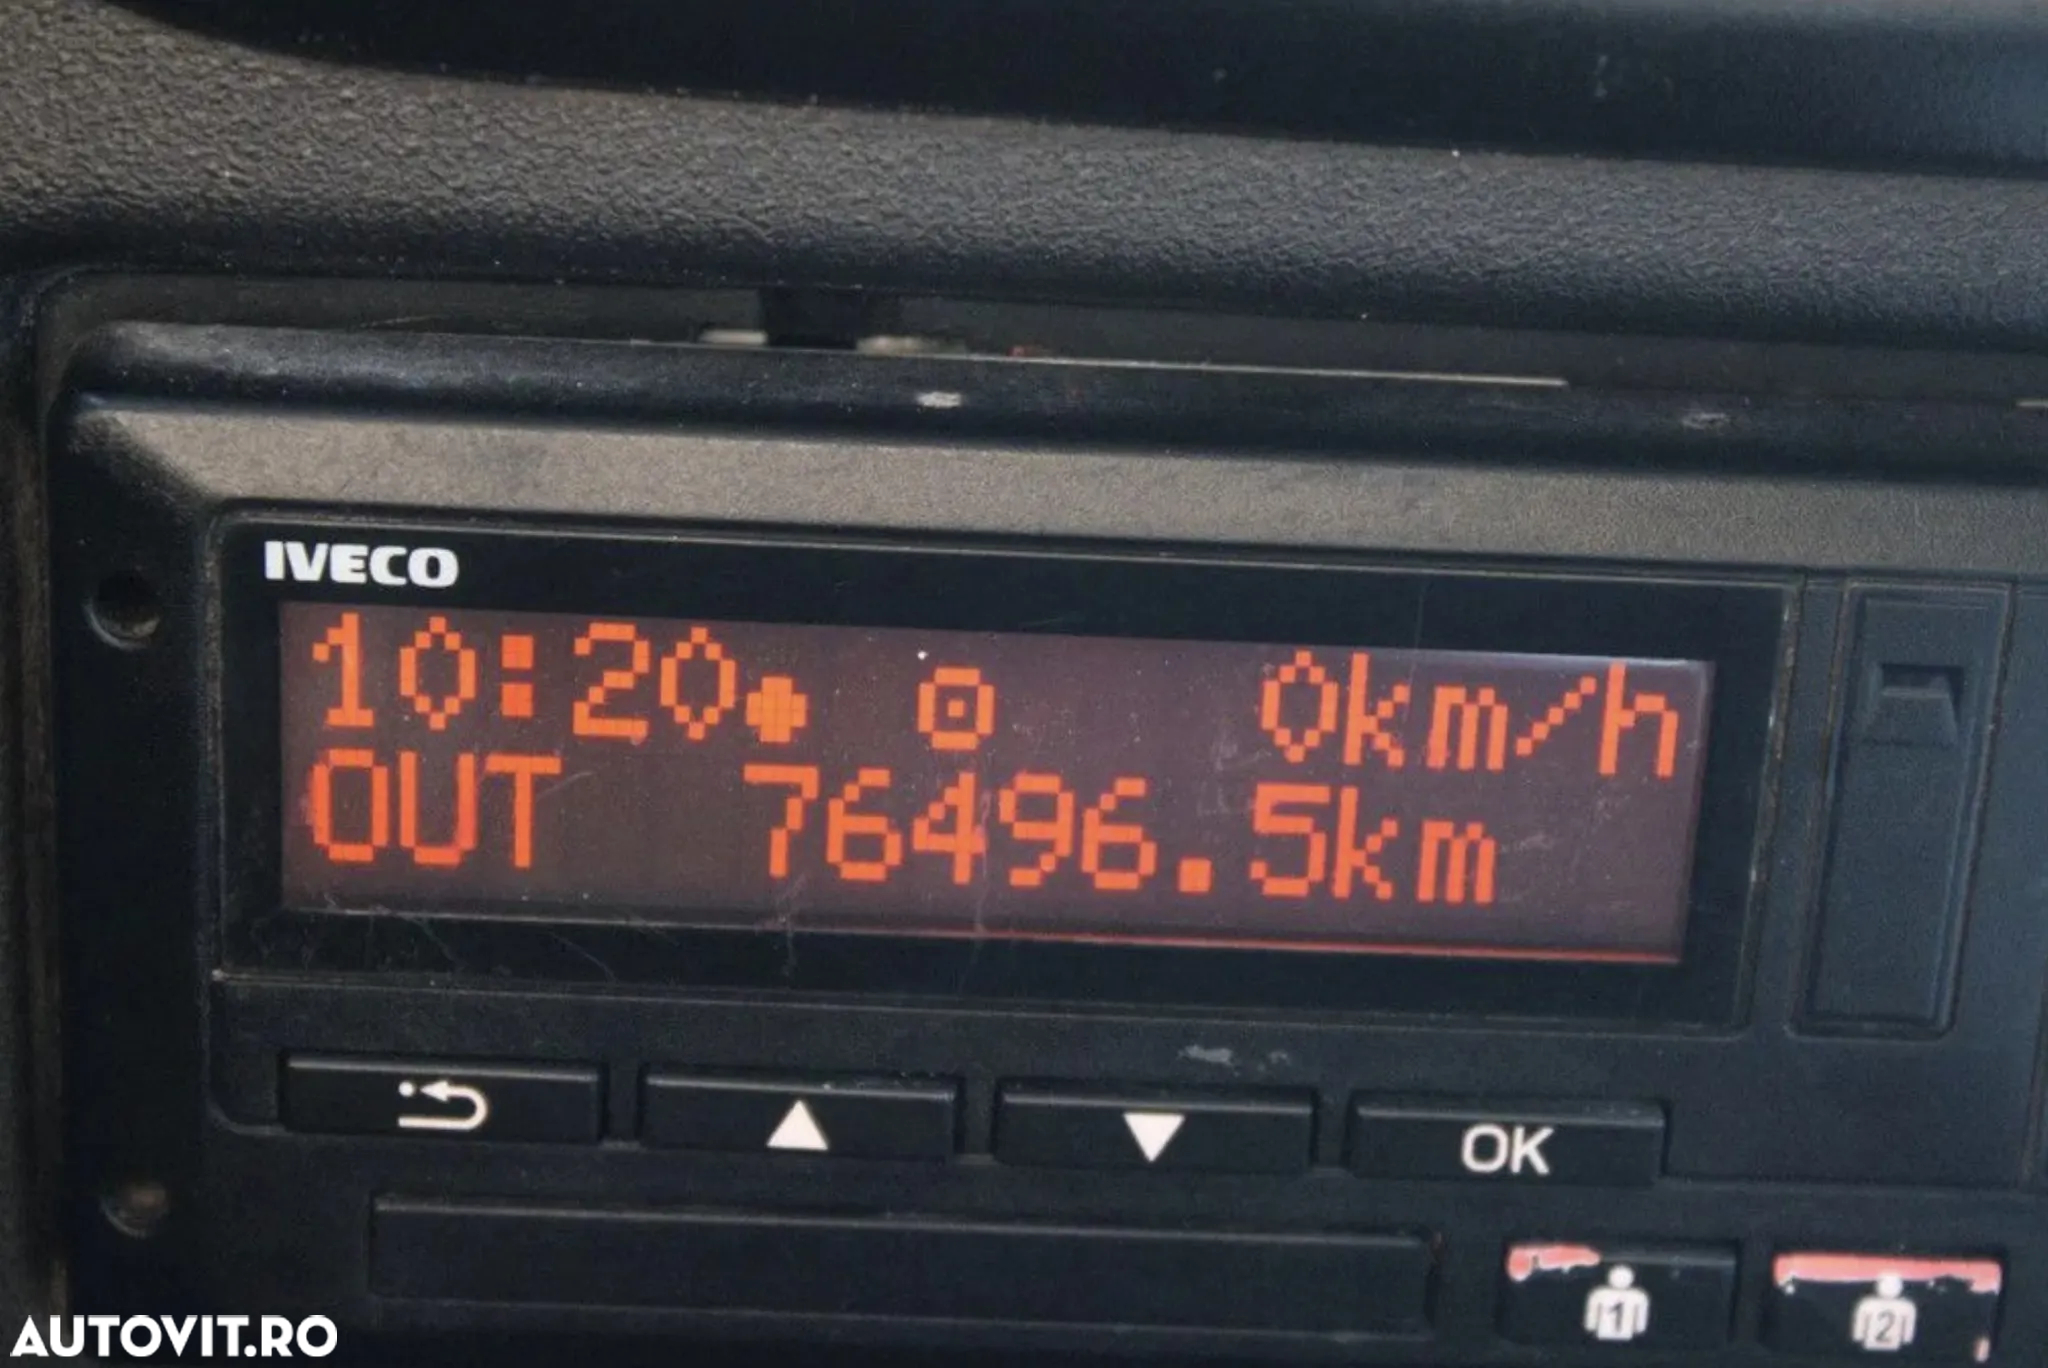 IVECO
10:20 0km/h
OUT 76496.5km
OK
1 2
AUTOVIT.RO